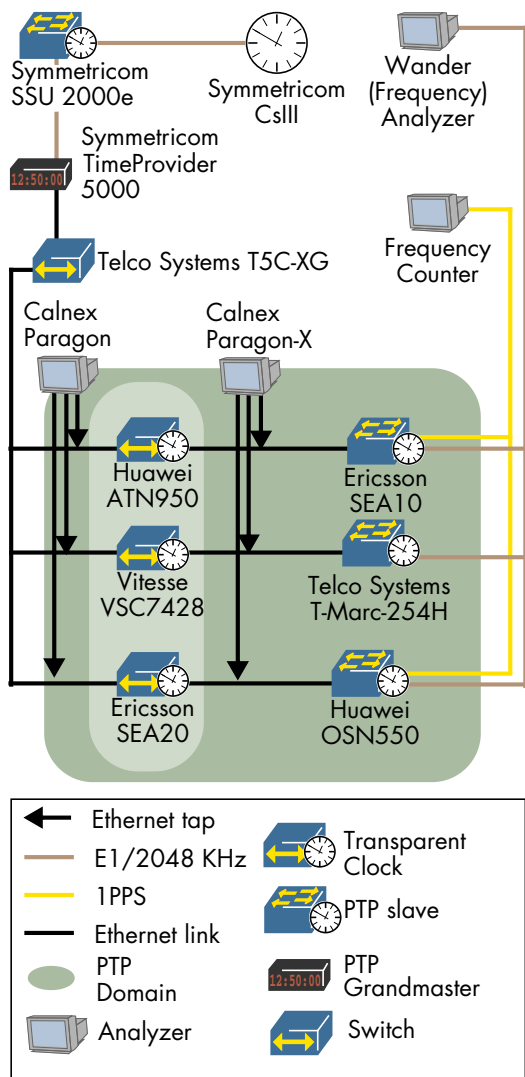 Symmetricom
SSU 2000e
Symmetricom
CsIII
Wander
(Frequency)
Analyzer
Symmetricom
TimeProvider
5000
12:50:00
Frequency
Counter
Telco Systems T5C-XG
Calnex
Paragon
Calnex
Paragon-X
Huawei
ATN950
Ericsson
SEA10
Vitesse
VSC7428
Telco Systems
T-Marc-254H
Ericsson
SEA20
Huawei
OSN550
Ethernet tap
E1/2048 KHz
1PPS
Ethernet link
PTP
Domain
Analyzer
Transparent
Clock
PTP slave
12:50:00
PTP
Grandmaster
Switch